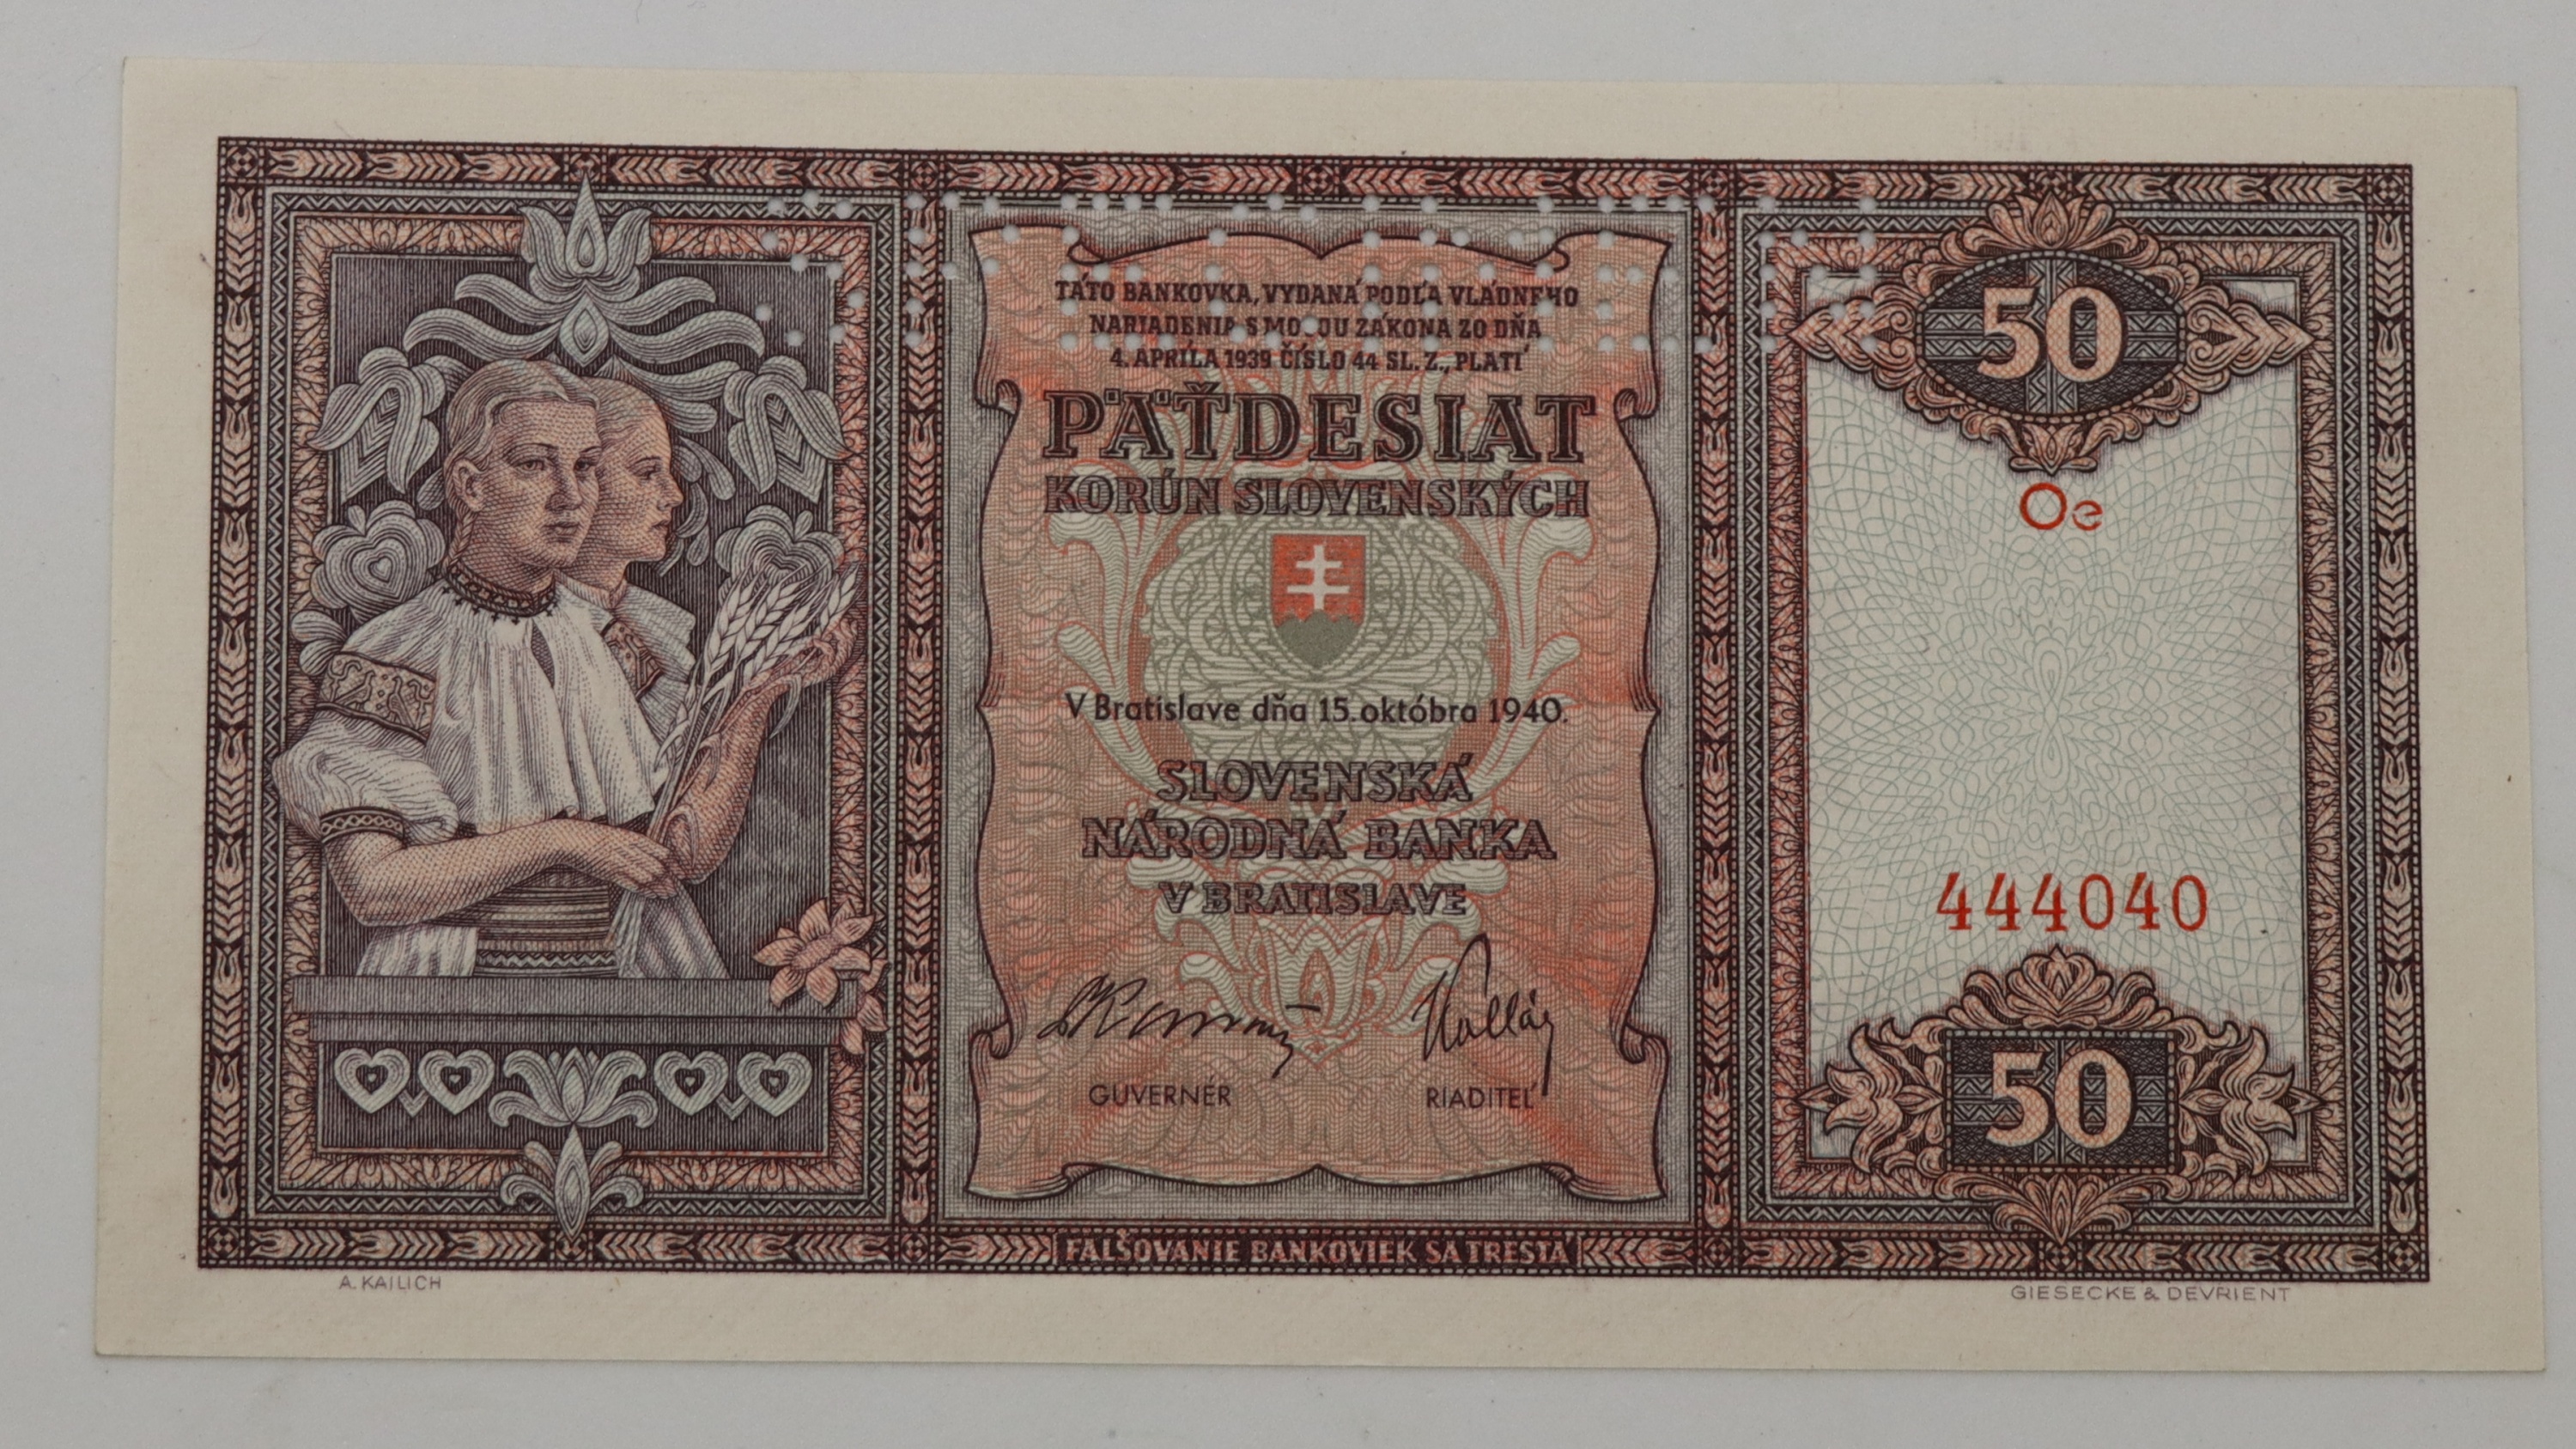 SPECIMEN
TÁTO BANKOVKA, VYDANÁ PODĽA VLÁDNEHO
NARIADENIA S MOCOU ZÁKONA ZO DŇA
4. APRÍLA 1939 ČÍSLO 44 SL. Z., PLATÍ
PÄŤDESIAT
KORÚN SLOVENSKÝCH
V Bratislave dňa 15. októbra 1940.
SLOVENSKÁ
NÁRODNÁ BANKA
V BRATISLAVE
GUVERNÉR
RIADITEĽ
FALŠOVANIE BANKOVIEK SA TRESTÁ
50
Oe
444040
50
A. KAILICH
GIESECKE & DEVRIENT